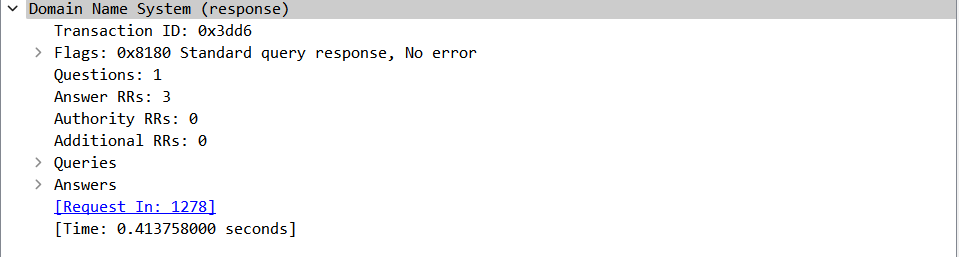 Domain Name System (response)
Transaction ID: 0x3dd6
Flags: 0x8180 Standard query response, No error
Questions: 1
Answer RRs: 3
Authority RRs: 0
Additional RRs: 0
Queries
Answers
[Request In: 1278]
[Time: 0.413758000 seconds]